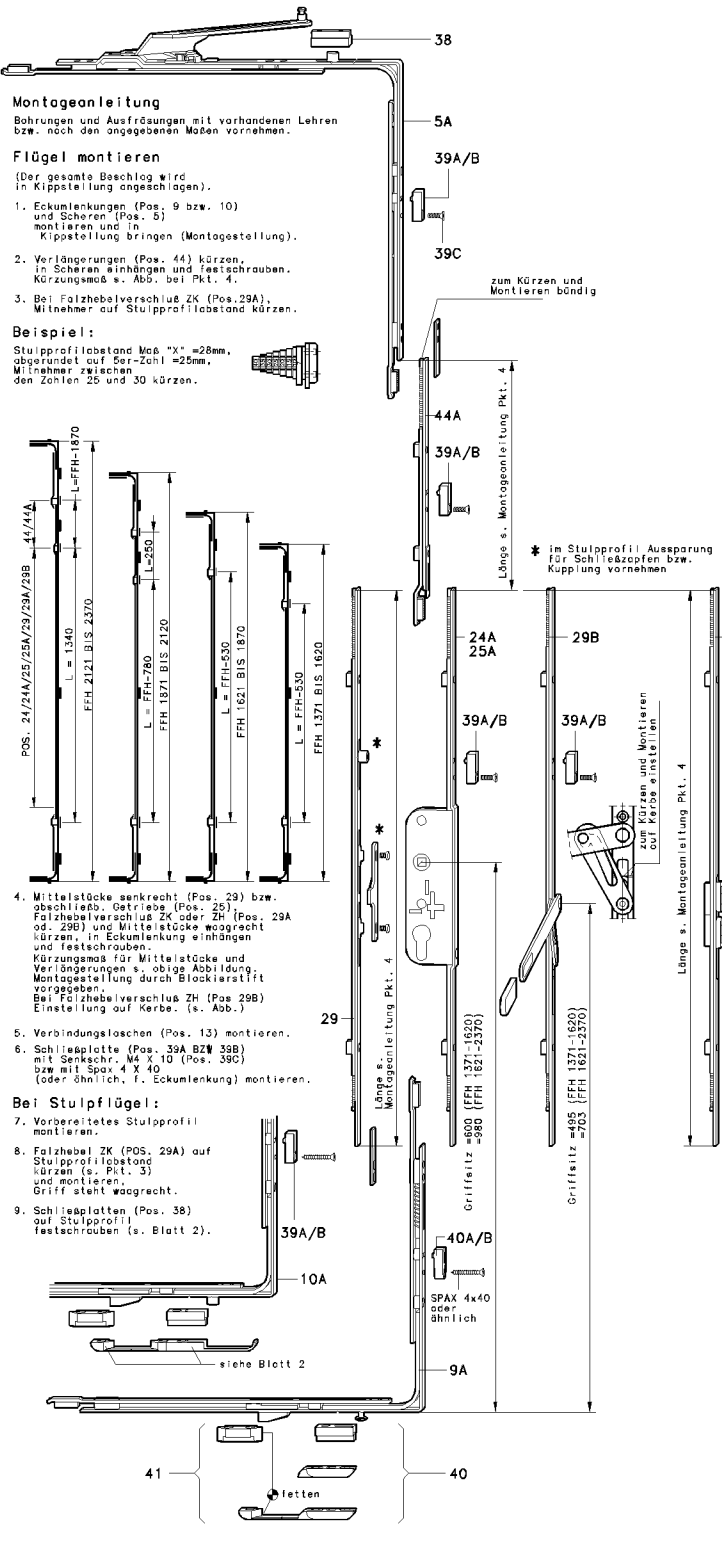 38
Montageanleitung
Bohrungen und Ausfräsungen mit vorhandenen Lehren
bzw. nach den angegebenen Maßen vornehmen.
5A
Flügel montieren
(Der gesamte Beschlag wird
in Kippstellung angeschlagen).
39A/B
1. Eckumlenkungen (Pos. 9 bzw. 10)
und Scheren (Pos. 5)
montieren und in
Kippstellung bringen (Montagestellung).
39C
2. Verlängerungen (Pos. 44) kürzen,
in Scheren einhängen und festschrauben.
Kürzungsmaß s. Abb. bei Pkt. 4.
3. Bei Falzhebelverschluß ZK (Pos.29A),
Mitnehmer auf Stulpprofilabstand kürzen.
zum Kürzen und
Montieren bündig
Beispiel:
Stulpprofilabstand Maß "X" =28mm,
abgerundet auf 5er-Zahl =25mm,
Mitnehmer zwischen
den Zahlen 25 und 30 kürzen.
44A
39A/B
Länge s. Montageanleitung Pkt. 4
* im Stulpprofil Aussparung
für Schließzapfen bzw.
Kupplung vornehmen
L=FFH-1870
44/44A
POS. 24/24A/25/25A/29/29A/29B
L = 1340
FFH 2121 BIS 2370
L=250
L = FFH-780
FFH 1871 BIS 2120
L = FFH-530
FFH 1621 BIS 1870
L = FFH-530
FFH 1371 BIS 1620
24A
25A
29B
39A/B
39A/B
*
*
zum Kürzen und Montieren
auf Kerbe einstellen
Länge s. Montageanleitung Pkt. 4
4. Mittelstücke senkrecht (Pos. 29) bzw.
abschließb. Getriebe (Pos. 25),
Falzhebelverschluß ZK oder ZH (Pos. 29A
od. 29B) und Mittelstücke waagrecht
kürzen, in Eckumlenkung einhängen
und festschrauben.
Kürzungsmaß für Mittelstücke und
Verlängerungen s. obige Abbildung.
Montagestellung durch Blockierstift
vorgegeben.
Bei Falzhebelverschluß ZH (Pos 29B)
Einstellung auf Kerbe. (s. Abb.)
29
5. Verbindungslaschen (Pos. 13) montieren.
6. Schließplatte (Pos. 39A BZW 39B)
mit Senkschr. M4 X 10 (Pos. 39C)
bzw mit Spax 4 X 40
(oder ähnlich, f. Eckumlenkung) montieren.
Länge s.
Montageanleitung Pkt. 4
Griffsitz =600 (FFH 1371-1620)
=980 (FFH 1621-2370)
Griffsitz =495 (FFH 1371-1620)
=703 (FFH 1621-2370)
Bei Stulpflügel:
7. Vorbereitetes Stulpprofil
montieren.
8. Falzhebel ZK (POS. 29A) auf
Stulpprofilabstand
kürzen (s. Pkt. 3)
und montieren,
Griff steht waagrecht.
9. Schließplatten (Pos. 38)
auf Stulpprofil
festschrauben (s. Blatt 2).
39A/B
40A/B
10A
SPAX 4x40
oder
ähnlich
siehe Blatt 2
9A
41
40
fetten